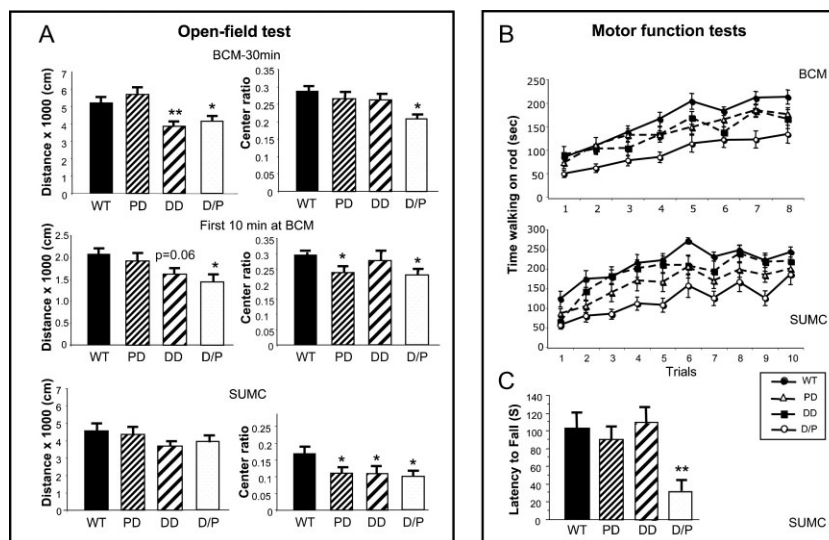 A
Open-field test
BCM-30min
Distance x 1000 (cm)
7
6
5
4
3
2
1
0
**
*
WT PD DD D/P
Center ratio
0.35
0.3
0.25
0.2
0.15
0.1
0.05
0
*
WT PD DD D/P
First 10 min at BCM
Distance x 1000 (cm)
2.5
2.0
1.5
1.0
0.5
0
p=0.06
*
WT PD DD D/P
Center ratio
0.35
0.3
0.25
0.2
0.15
0.1
0.05
0
*
*
WT PD DD D/P
SUMC
Distance x 1000 (cm)
6
5
4
3
2
1
0
WT PD DD D/P
Center ratio
0.2
0.15
0.1
0.05
0
* * *
WT PD DD D/P
B
Motor function tests
BCM
Time walking on rod (sec)
250
200
150
100
50
0
1 2 3 4 5 6 7 8
300
250
200
150
100
50
0
SUMC
1 2 3 4 5 6 7 8 9 10
Trials
WT
PD
DD
D/P
C
Latency to Fall (S)
140
120
100
80
60
40
20
0
**
WT PD DD D/P
SUMC